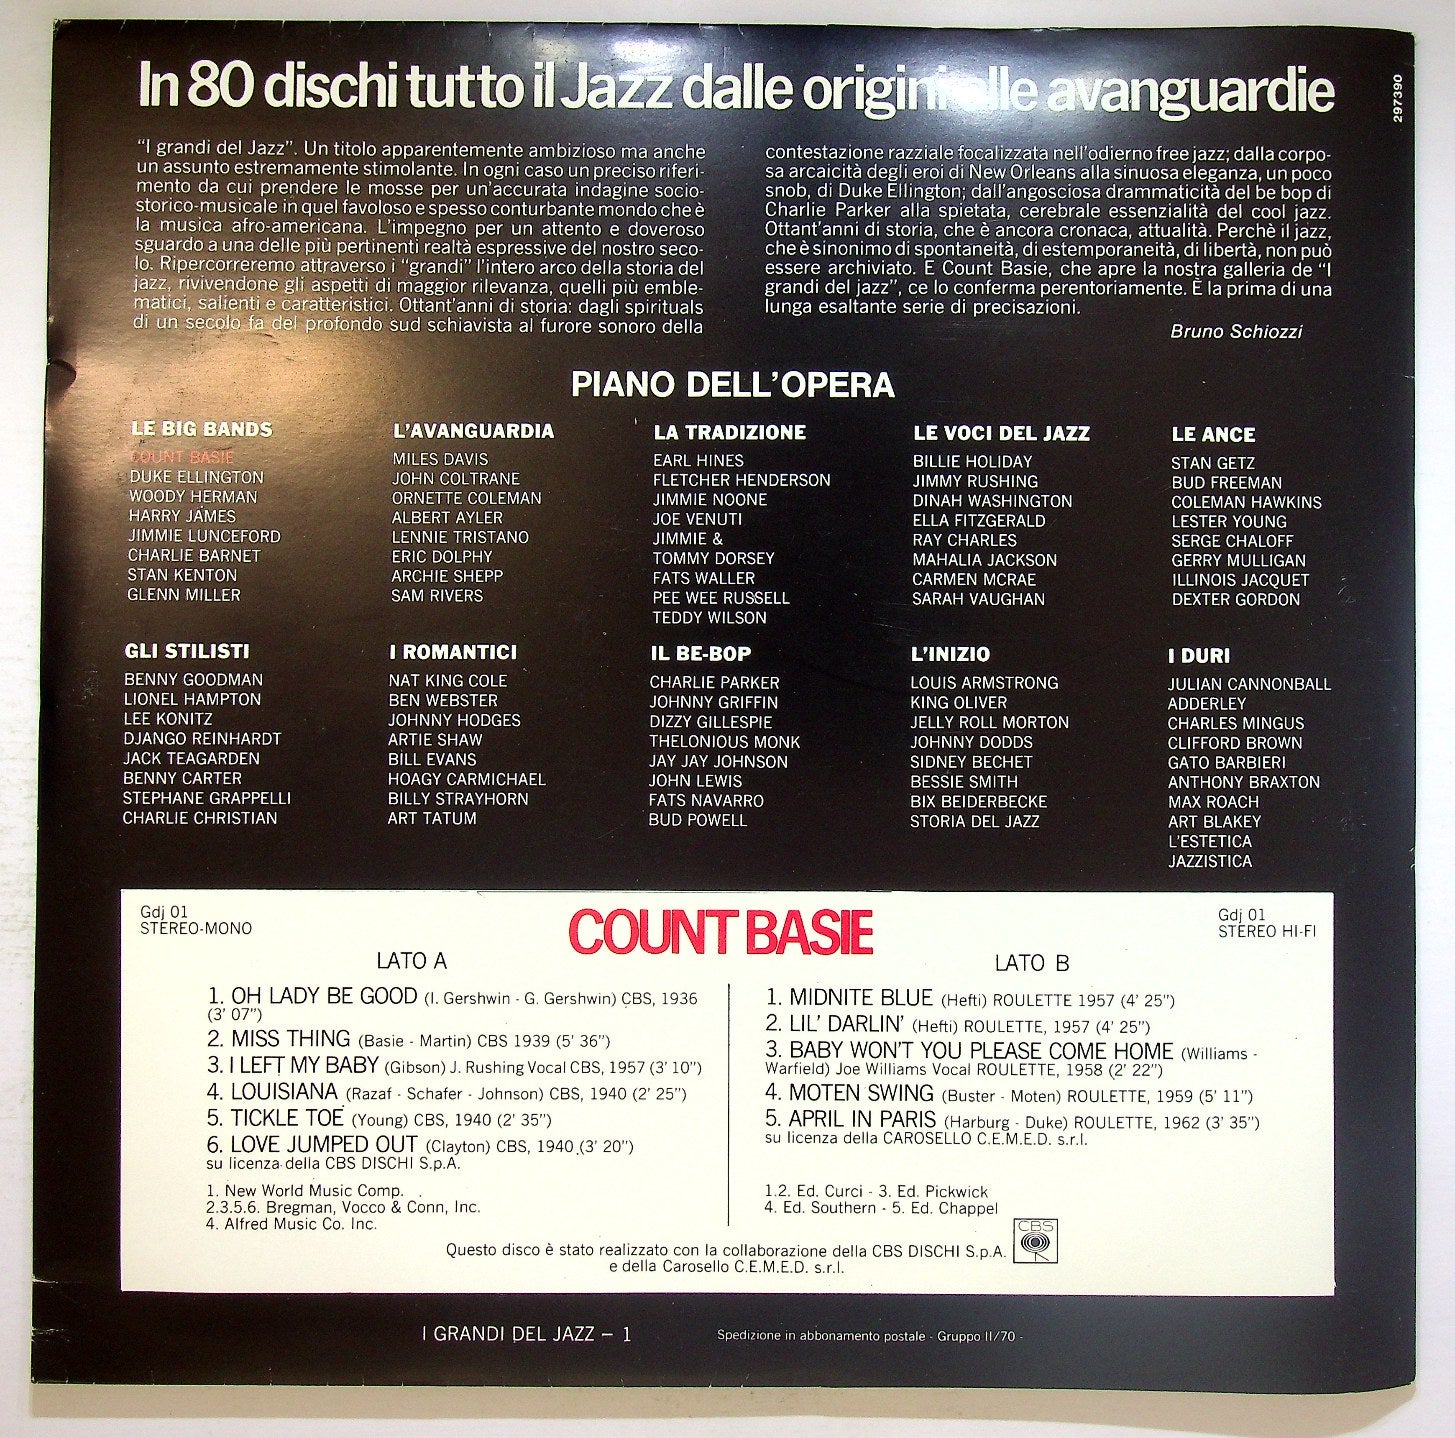 In 80 dischi tutto il Jazz dalle origini alle avanguardie
297390
"I grandi del Jazz". Un titolo apparentemente ambizioso ma anche
un assunto estremamente stimolante. In ogni caso un preciso riferi-
mento da cui prendere le mosse per un'accurata indagine socio-
storico-musicale in quel favoloso e spesso conturbante mondo che è
la musica afro-americana. L'impegno per un attento e doveroso
sguardo a una delle più pertinenti realtà espressive del nostro seco-
lo. Ripercorreremo attraverso i "grandi" l'intero arco della storia del
jazz, rivivendone gli aspetti di maggior rilevanza, quelli più emble-
matici, salienti e caratteristici. Ottant'anni di storia: dagli spirituals
di un secolo fa del profondo sud schiavista al furore sonoro della
contestazione razziale focalizzata nell'odierno free jazz; dalla corpo-
sa arcaicità degli eroi di New Orleans alla sinuosa eleganza, un poco
snob, di Duke Ellington; dall'angosciosa drammaticità del be bop di
Charlie Parker alla spietata, cerebrale essenzialità del cool jazz.
Ottant'anni di storia, che è ancora cronaca, attualità. Perchè il jazz,
che è sinonimo di spontaneità, di estemporaneità, di libertà, non può
essere archiviato. E Count Basie, che apre la nostra galleria de "I
grandi del jazz", ce lo conferma perentoriamente. È la prima di una
lunga esaltante serie di precisazioni.
Bruno Schiozzi
PIANO DELL'OPERA
LE BIG BANDS
COUNT BASIE
DUKE ELLINGTON
WOODY HERMAN
HARRY JAMES
JIMMIE LUNCEFORD
CHARLIE BARNET
STAN KENTON
GLENN MILLER
L'AVANGUARDIA
MILES DAVIS
JOHN COLTRANE
ORNETTE COLEMAN
ALBERT AYLER
LENNIE TRISTANO
ERIC DOLPHY
ARCHIE SHEPP
SAM RIVERS
LA TRADIZIONE
EARL HINES
FLETCHER HENDERSON
JIMMIE NOONE
JOE VENUTI
JIMMIE &
TOMMY DORSEY
FATS WALLER
PEE WEE RUSSELL
TEDDY WILSON
LE VOCI DEL JAZZ
BILLIE HOLIDAY
JIMMY RUSHING
DINAH WASHINGTON
ELLA FITZGERALD
RAY CHARLES
MAHALIA JACKSON
CARMEN MCRAE
SARAH VAUGHAN
LE ANCE
STAN GETZ
BUD FREEMAN
COLEMAN HAWKINS
LESTER YOUNG
SERGE CHALOFF
GERRY MULLIGAN
ILLINOIS JACQUET
DEXTER GORDON
GLI STILISTI
BENNY GOODMAN
LIONEL HAMPTON
LEE KONITZ
DJANGO REINHARDT
JACK TEAGARDEN
BENNY CARTER
STEPHANE GRAPPELLI
CHARLIE CHRISTIAN
I ROMANTICI
NAT KING COLE
BEN WEBSTER
JOHNNY HODGES
ARTIE SHAW
BILL EVANS
HOAGY CARMICHAEL
BILLY STRAYHORN
ART TATUM
IL BE-BOP
CHARLIE PARKER
JOHNNY GRIFFIN
DIZZY GILLESPIE
THELONIOUS MONK
JAY JAY JOHNSON
JOHN LEWIS
FATS NAVARRO
BUD POWELL
L'INIZIO
LOUIS ARMSTRONG
KING OLIVER
JELLY ROLL MORTON
JOHNNY DODDS
SIDNEY BECHET
BESSIE SMITH
BIX BEIDERBECKE
STORIA DEL JAZZ
I DURI
JULIAN CANNONBALL
ADDERLEY
CHARLES MINGUS
CLIFFORD BROWN
GATO BARBIERI
ANTHONY BRAXTON
MAX ROACH
ART BLAKEY
L'ESTETICA
JAZZISTICA
Gdj 01
STEREO-MONO
COUNT BASIE
Gdj 01
STEREO HI-FI
LATO A
1. OH LADY BE GOOD (I. Gershwin - G. Gershwin) CBS, 1936
(3' 07")
2. MISS THING (Basie - Martin) CBS 1939 (5' 36")
3. I LEFT MY BABY (Gibson) J. Rushing Vocal CBS, 1957 (3' 10")
4. LOUISIANA (Razaf - Schafer - Johnson) CBS, 1940 (2' 25")
5. TICKLE TOE (Young) CBS, 1940 (2' 35")
6. LOVE JUMPED OUT (Clayton) CBS, 1940 (3' 20")
su licenza della CBS DISCHI S.p.A.
1. New World Music Comp.
2.3.5.6. Bregman, Vocco & Conn, Inc.
4. Alfred Music Co. Inc.
LATO B
1. MIDNITE BLUE (Hefti) ROULETTE 1957 (4' 25")
2. LIL' DARLIN' (Hefti) ROULETTE, 1957 (4' 25")
3. BABY WON'T YOU PLEASE COME HOME (Williams -
Warfield) Joe Williams Vocal ROULETTE, 1958 (2' 22")
4. MOTEN SWING (Buster - Moten) ROULETTE, 1959 (5' 11")
5. APRIL IN PARIS (Harburg - Duke) ROULETTE, 1962 (3' 35")
su licenza della CAROSELLO C.E.M.E.D. s.r.l.
1.2. Ed. Curci - 3. Ed. Pickwick
4. Ed. Southern - 5. Ed. Chappel
Questo disco è stato realizzato con la collaborazione della CBS DISCHI S.p.A.
e della Carosello C.E.M.E.D. s.r.l.
CBS
I GRANDI DEL JAZZ – 1
Spedizione in abbonamento postale - Gruppo II/70 -